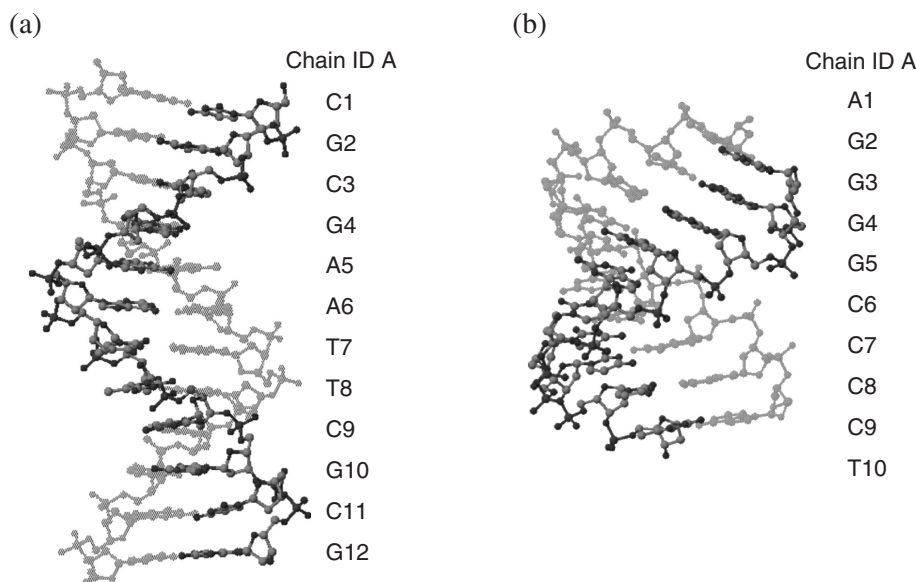 (a)
Chain ID A
C1
G2
C3
G4
A5
A6
T7
T8
C9
G10
C11
G12
(b)
Chain ID A
A1
G2
G3
G4
G5
C6
C7
C8
C9
T10